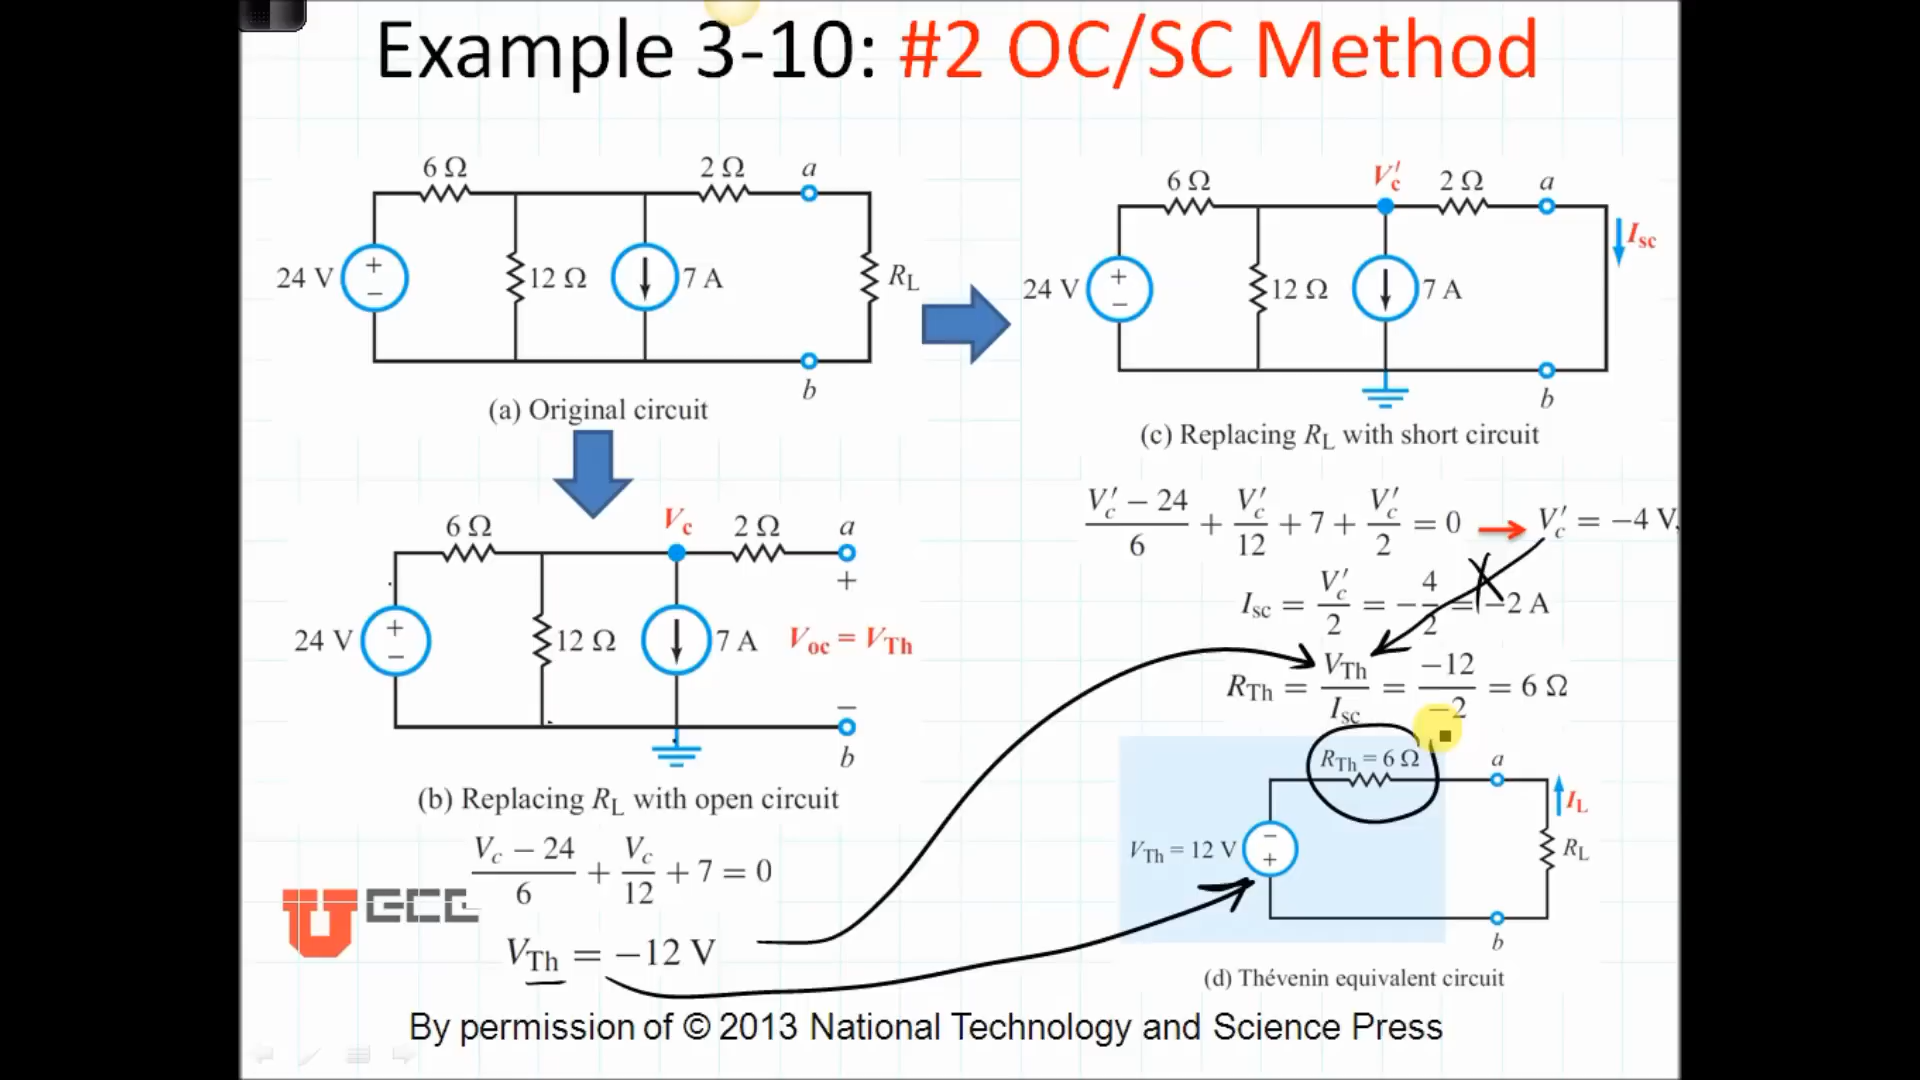 Example 3-10: #2 OC/SC Method
6 Ω
2 Ω
a
24 V
+
−
12 Ω
7 A
R_L
b
(a) Original circuit
6 Ω
V'_c
2 Ω
a
I_sc
24 V
+
−
12 Ω
7 A
b
(c) Replacing R_L with short circuit
6 Ω
V_c
2 Ω
a
+
24 V
+
−
12 Ω
7 A
V_oc = V_Th
−
b
(b) Replacing R_L with open circuit
(V_c − 24)/6 + V_c/12 + 7 = 0
V_Th = −12 V
(V'_c − 24)/6 + V'_c/12 + 7 + V'_c/2 = 0 → V'_c = −4 V,
I_sc = V'_c/2 = −4/2 = −2 A
R_Th = V_Th/I_sc = −12/−2 = 6 Ω
R_Th = 6 Ω
a
I_L
V_Th = 12 V
−
+
R_L
b
(d) Thévenin equivalent circuit
U ECE
By permission of © 2013 National Technology and Science Press